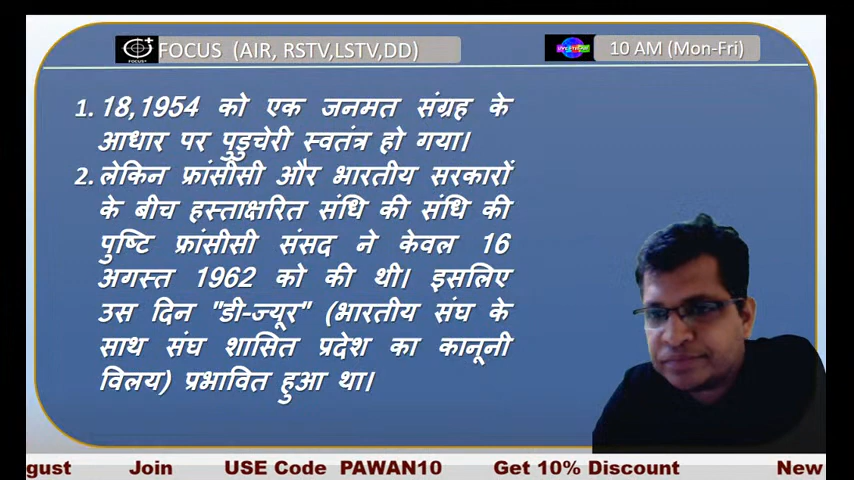 FOCUS (AIR, RSTV,LSTV,DD)
10 AM (Mon-Fri)
1. 18,1954 को एक जनमत संग्रह के
आधार पर पुडुचेरी स्वतंत्र हो गया।
2. लेकिन फ्रांसीसी और भारतीय सरकारों
के बीच हस्ताक्षरित संधि की संधि की
पुष्टि फ्रांसीसी संसद ने केवल 16
अगस्त 1962 को की थी। इसलिए
उस दिन "डी-ज्यूर" (भारतीय संघ के
साथ संघ शासित प्रदेश का कानूनी
विलय) प्रभावित हुआ था।
gust Join USE Code PAWAN10 Get 10% Discount New